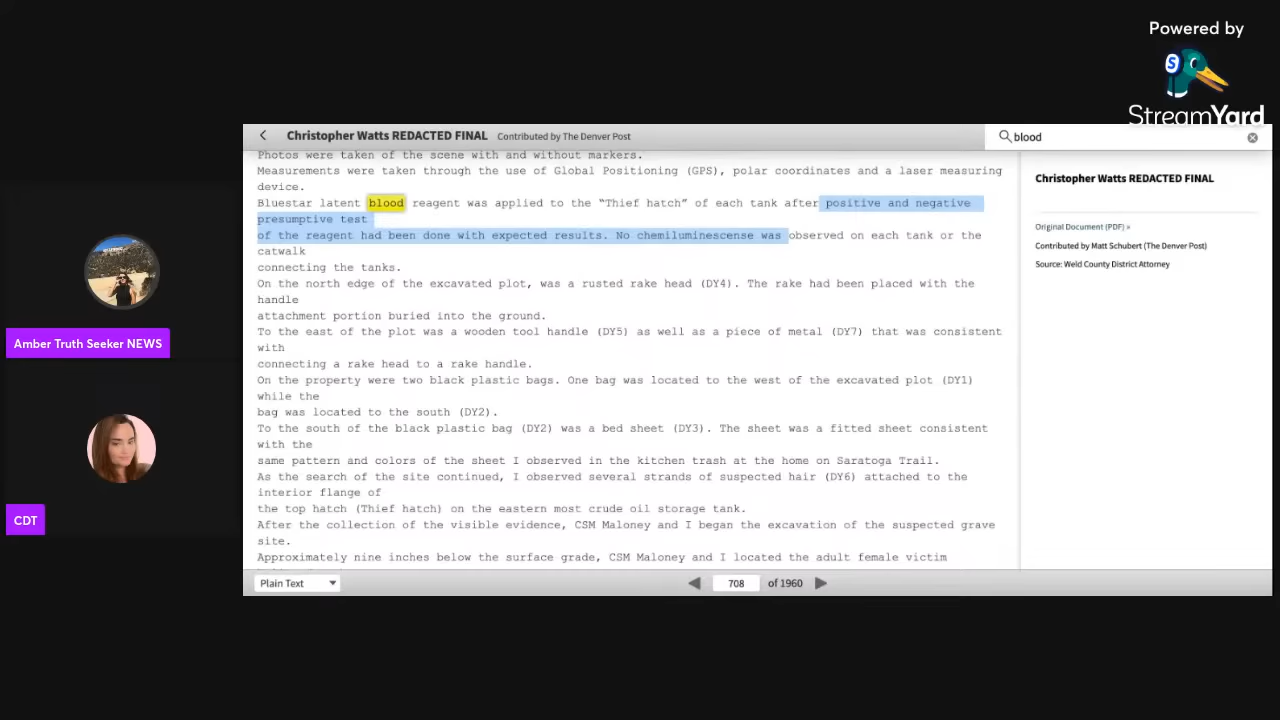 Powered by
S
StreamYard
Christopher Watts REDACTED FINAL Contributed by The Denver Post
blood
Photos were taken of the scene with and without markers.
Measurements were taken through the use of Global Positioning (GPS), polar coordinates and a laser measuring
device.
Bluestar latent blood reagent was applied to the “Thief hatch” of each tank after positive and negative
presumptive test
of the reagent had been done with expected results. No chemiluminescense was observed on each tank or the
catwalk
connecting the tanks.
On the north edge of the excavated plot, was a rusted rake head (DY4). The rake had been placed with the
handle
attachment portion buried into the ground.
To the east of the plot was a wooden tool handle (DY5) as well as a piece of metal (DY7) that was consistent
with
connecting a rake head to a rake handle.
On the property were two black plastic bags. One bag was located to the west of the excavated plot (DY1)
while the
bag was located to the south (DY2).
To the south of the black plastic bag (DY2) was a bed sheet (DY3). The sheet was a fitted sheet consistent
with the
same pattern and colors of the sheet I observed in the kitchen trash at the home on Saratoga Trail.
As the search of the site continued, I observed several strands of suspected hair (DY6) attached to the
interior flange of
the top hatch (Thief hatch) on the eastern most crude oil storage tank.
After the collection of the visible evidence, CSM Maloney and I began the excavation of the suspected grave
site.
Approximately nine inches below the surface grade, CSM Maloney and I located the adult female victim
Christopher Watts REDACTED FINAL
Original Document (PDF) »
Contributed by Matt Schubert (The Denver Post)
Source: Weld County District Attorney
Plain Text
708 of 1960
Amber Truth Seeker NEWS
CDT